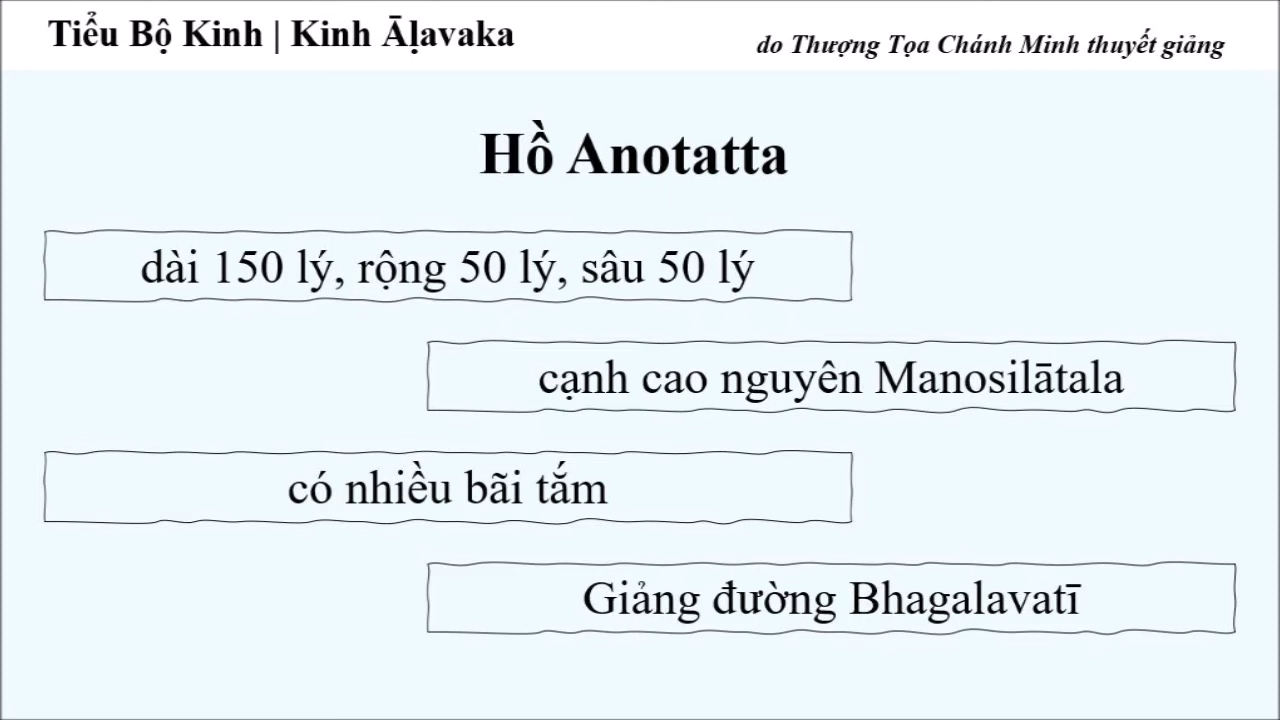 Tiểu Bộ Kinh | Kinh Āḷavaka
do Thượng Tọa Chánh Minh thuyết giảng
Hồ Anotatta
dài 150 lý, rộng 50 lý, sâu 50 lý
cạnh cao nguyên Manosilātala
có nhiều bãi tắm
Giảng đường Bhagalavatī